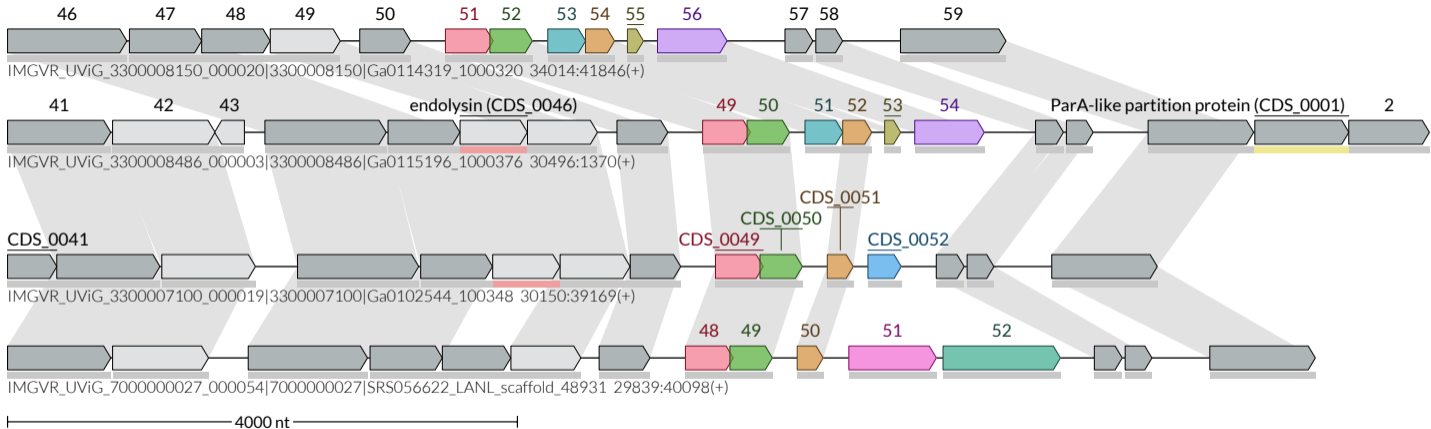 46 47 48 49 50 51 52 53 54 55 56 57 58 59
IMGVR_UViG_3300008150_000020|3300008150|Ga0114319_1000320 34014:41846(+)
41 42 43 endolysin (CDS_0046) 49 50 51 52 53 54 ParA-like partition protein (CDS_0001) 2
IMGVR_UViG_3300008486_000003|3300008486|Ga0115196_1000376 30496:1370(+)
CDS_0051
CDS_0050
CDS_0041 CDS_0049 CDS_0052
IMGVR_UViG_3300007100_000019|3300007100|Ga0102544_100348 30150:39169(+)
48 49 50 51 52
IMGVR_UViG_7000000027_000054|7000000027|SRS056622_LANL_scaffold_48931 29839:40098(+)
4000 nt